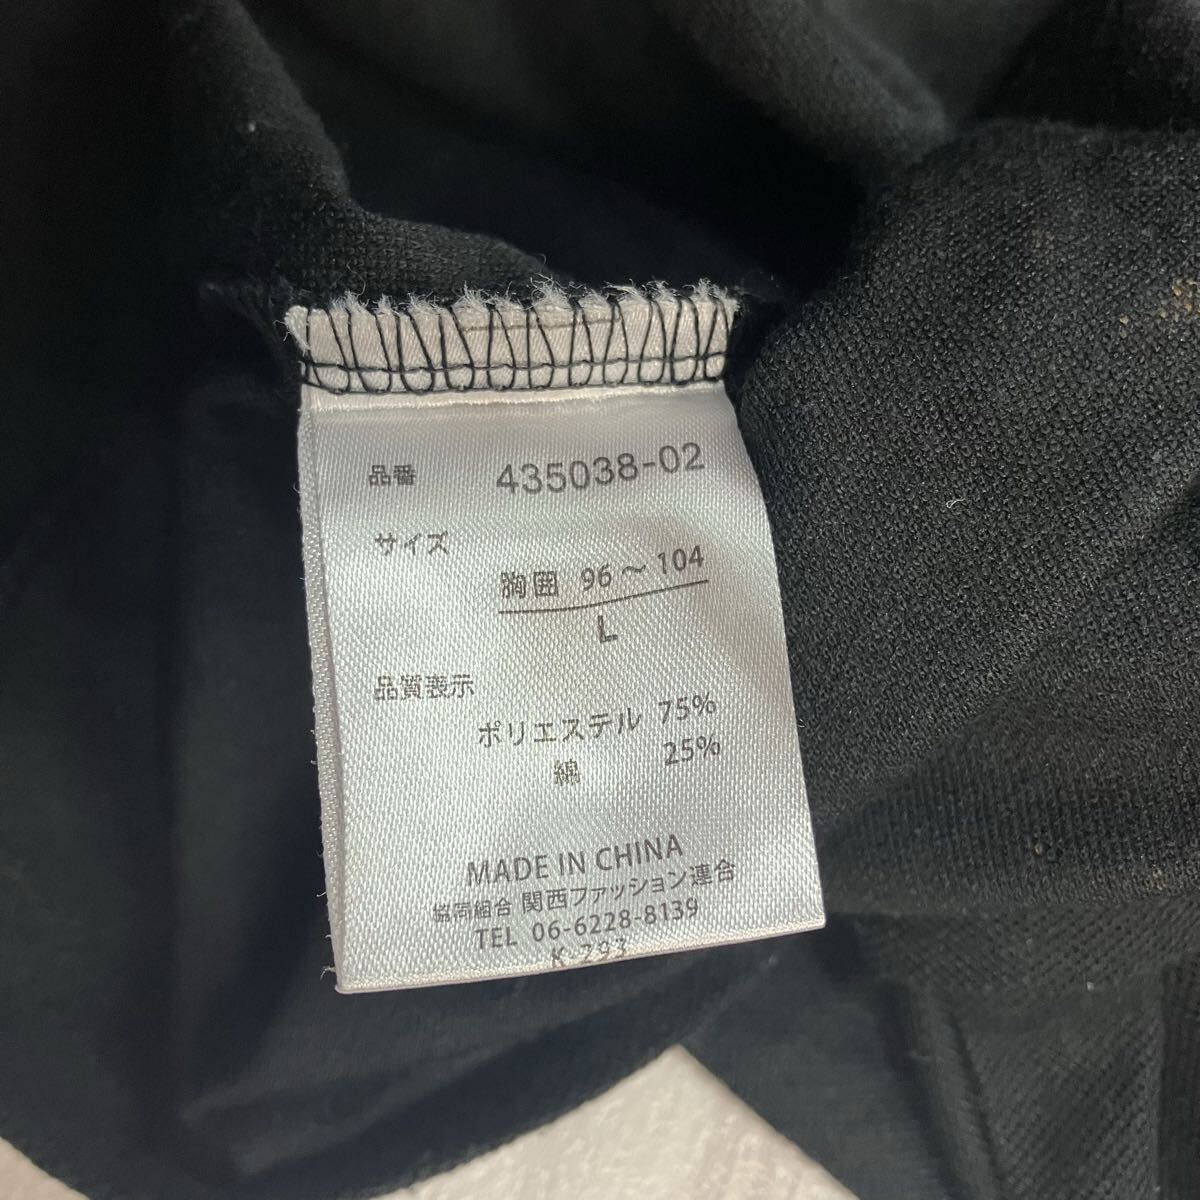 品番 435038-02
サイズ
胸囲 96～104
L
品質表示
ポリエステル 75%
綿 25%
MADE IN CHINA
協同組合 関西ファッション連合
TEL 06-6228-8139
K-293